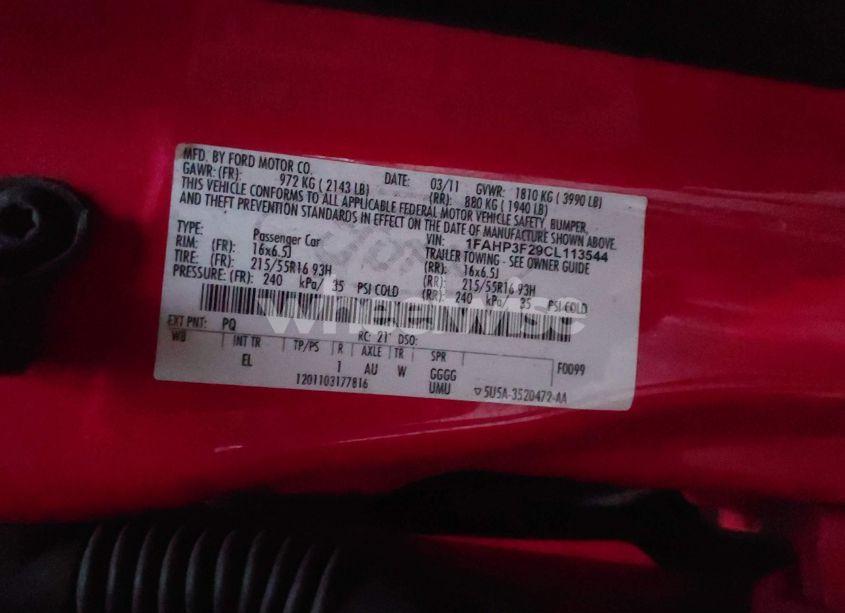 MFD. BY FORD MOTOR CO.
DATE: 03/11 GVWR: 1810 KG ( 3990 LB)
GAWR: (FR): 972 KG ( 2143 LB) (RR): 880 KG ( 1940 LB)
THIS VEHICLE CONFORMS TO ALL APPLICABLE FEDERAL MOTOR VEHICLE SAFETY, BUMPER,
AND THEFT PREVENTION STANDARDS IN EFFECT ON THE DATE OF MANUFACTURE SHOWN ABOVE.
VIN: 1FAHP3F29CL113544
TYPE: Passenger Car TRAILER TOWING - SEE OWNER GUIDE
RIM: (FR): 16x6.5J (RR): 16x6.5J
TIRE: (FR): 215/55R16 93H (RR): 215/55R16 93H
PRESSURE: (FR): 240 kPa/ 35 PSI COLD (RR): 240 kPa/ 35 PSI COLD
wheelwise
EXT PNT: PQ RC: 21 DSO:
WB INT TR TP/PS R AXLE TR SPR F0099
EL 1 AU W GGGG
1201103177816 UMU ▽5U5A-3520472-AA